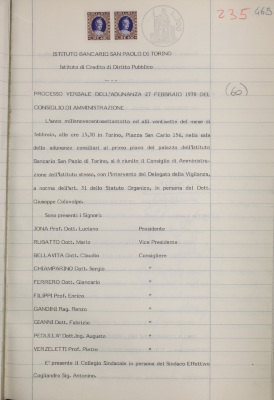 235 463
ISTITUTO BANCARIO SAN PAOLO DI TORINO
Istituto di Credito di Diritto Pubblico
(60)
PROCESSO VERBALE DELL'ADUNANZA 27 FEBBRAIO 1978 DEL
CONSIGLIO DI AMMINISTRAZIONE
L'anno millenovecentosettantotto ed alli ventisette del mese di
febbraio, alle ore 15,30 in Torino, Piazza San Carlo 156, nella sala
delle adunanze consiliari al primo piano del palazzo dell'Istituto
Bancario San Paolo di Torino, si è riunito il Consiglio di Amministra-
zione dell'Istituto stesso, con l'intervento del Delegato della Vigilanza,
a norma dell'art. 31 dello Statuto Organico, in persona del Dott.
Giuseppe
Sono presenti i Signori
JONA Prof. Dott. Luciano Presidente
RUBATTO Dott. Mario Vice Presidente
BELLAVITA Dott. Claudio Consigliere
CHIAMPARINO Dott. Sergio "
FERRERO Dott. Giancarlo "
FILIPPI Prof. Enrico "
GANDINI Rag. Renzo "
GIANNI Dott. Fabrizio "
PEDULLA' Dott.Ing. Augusto "
VERZELETTI Prof. Pietro "
E' presente il Collegio Sindacale in persona del Sindaco Effettivo
Cagliandro Sig. Antonino.